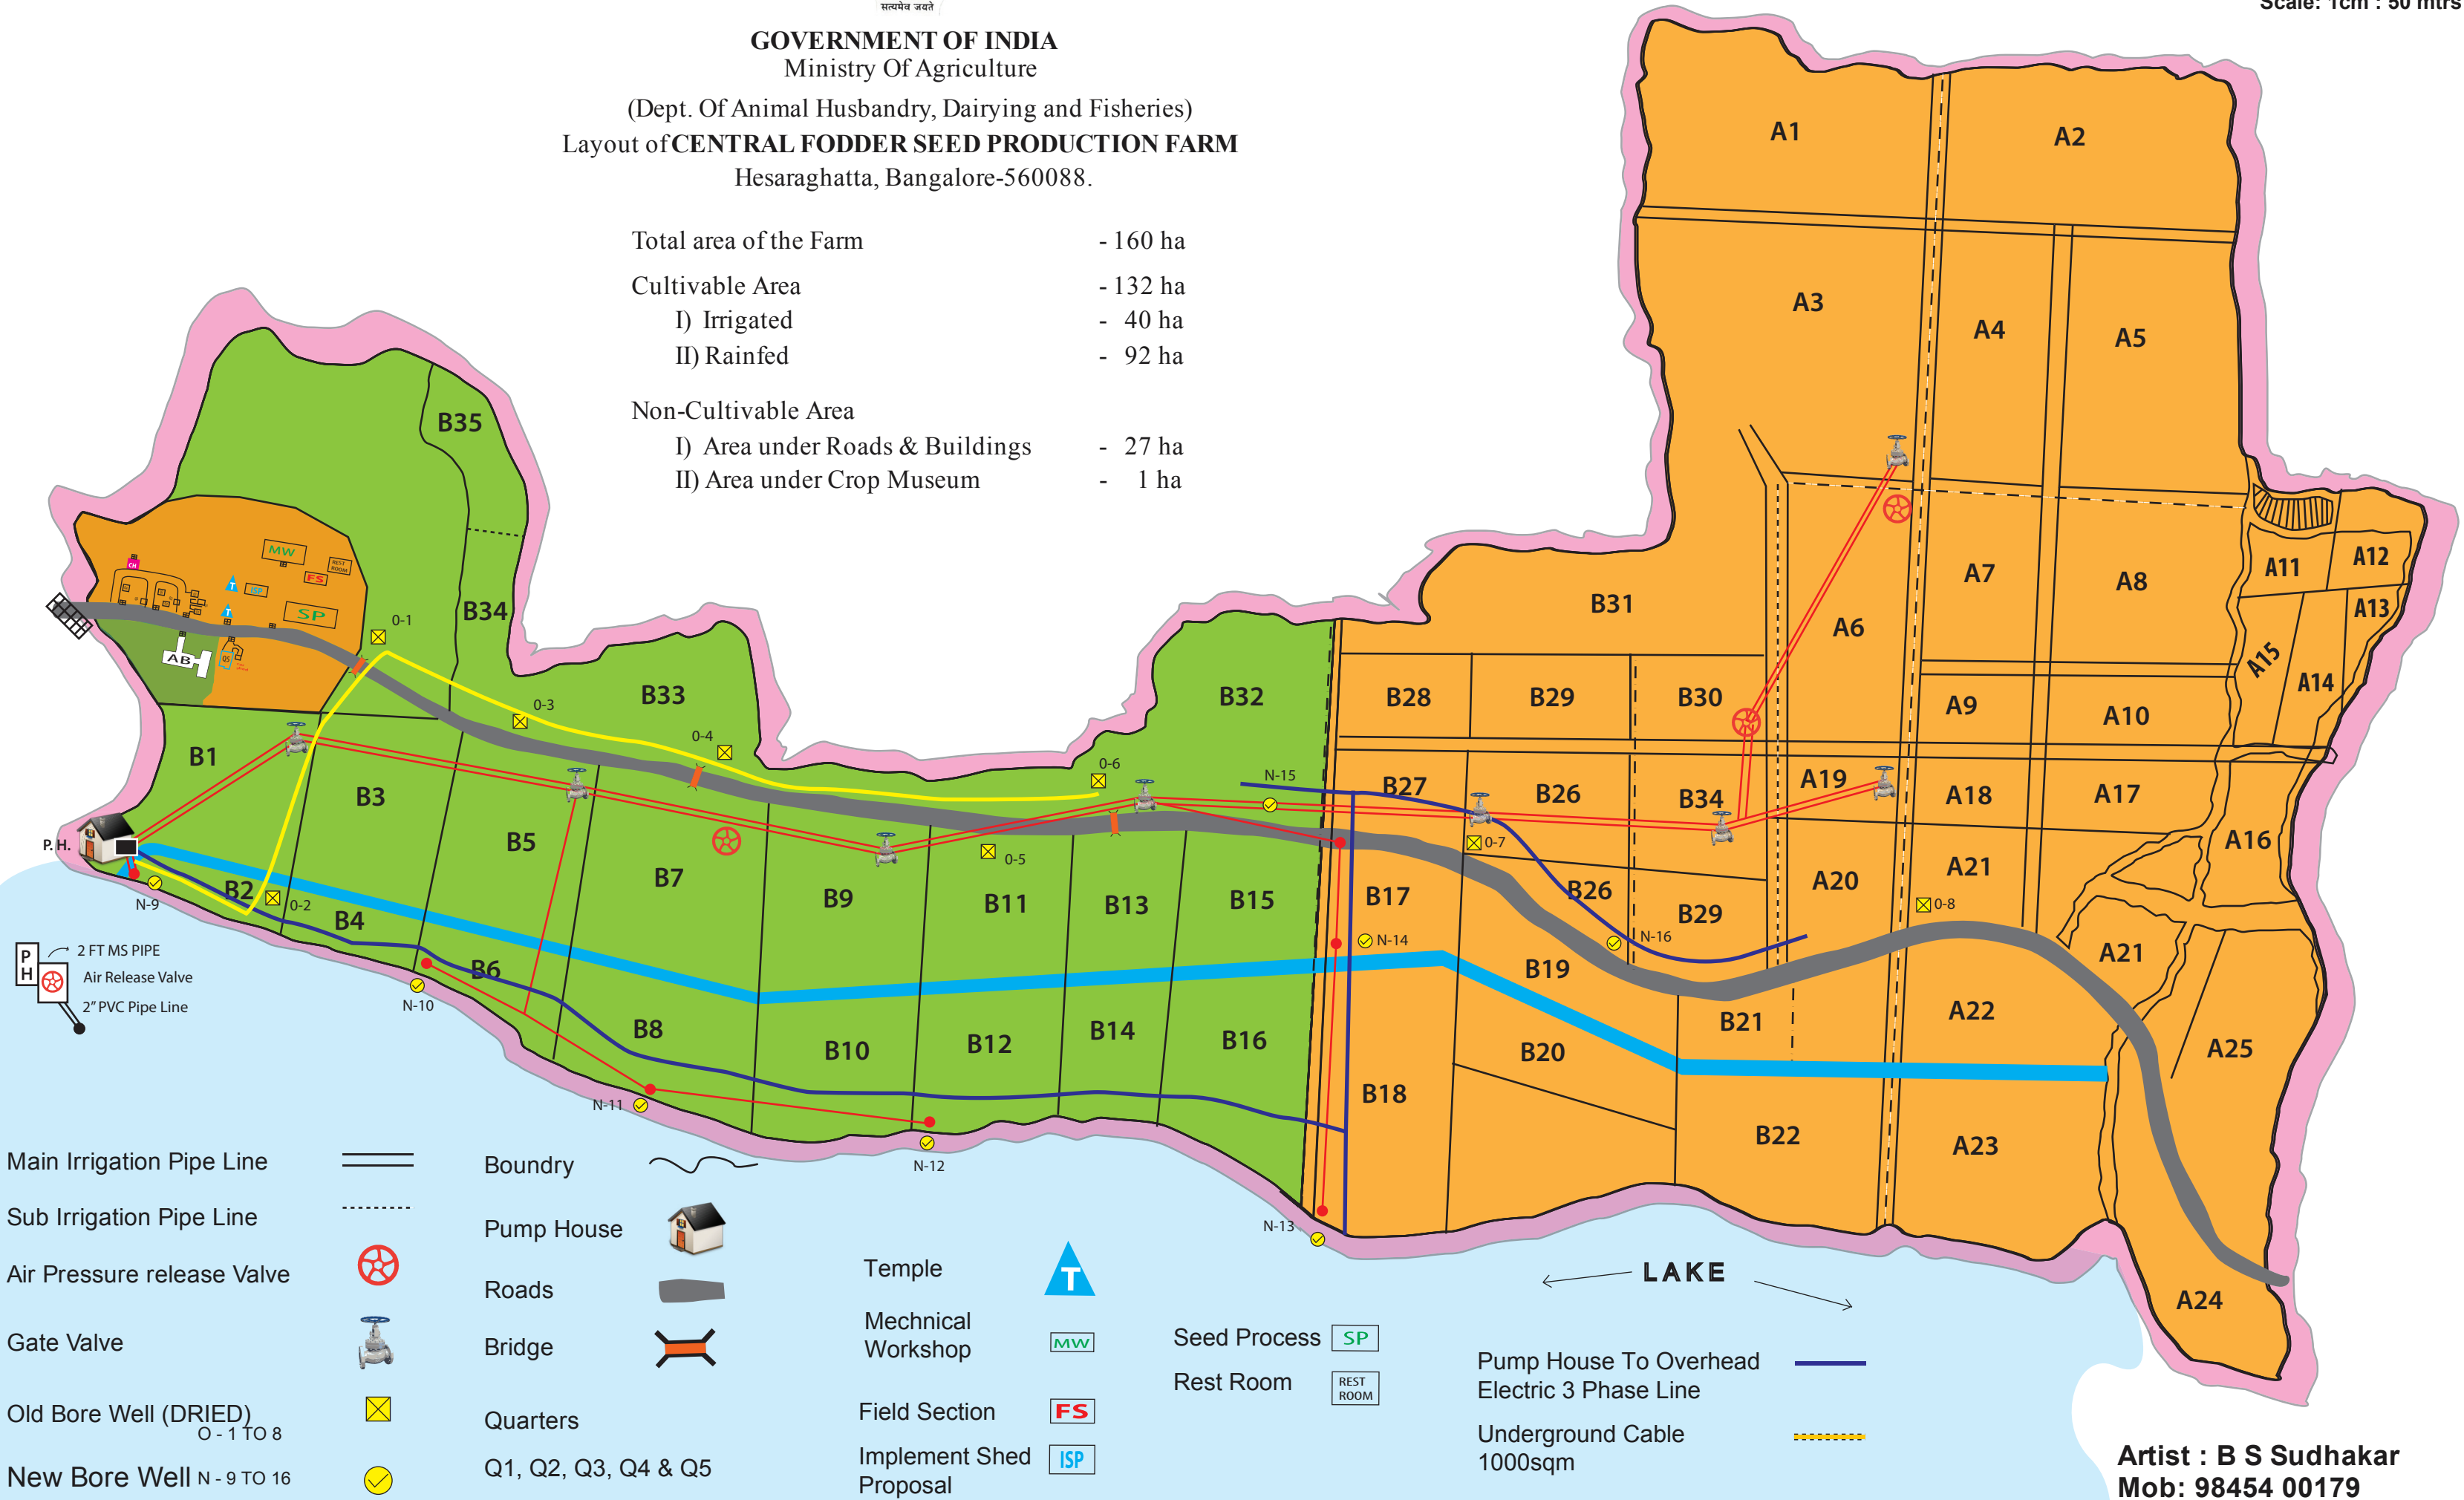 सत्यमेव जयते
Scale: 1cm : 50 mtrs
GOVERNMENT OF INDIA
Ministry Of Agriculture
(Dept. Of Animal Husbandry, Dairying and Fisheries)
Layout of CENTRAL FODDER SEED PRODUCTION FARM
Hesaraghatta, Bangalore-560088.
Total area of the Farm - 160 ha
Cultivable Area - 132 ha
I) Irrigated - 40 ha
II) Rainfed - 92 ha
Non-Cultivable Area
I) Area under Roads & Buildings - 27 ha
II) Area under Crop Museum - 1 ha
A1
A2
A3
A4
A5
B35
MW
REST ROOM
CH
FS
T
ISP
T
SP
AB
QS
B34
0-1
0-3
B33
0-4
0-6
B32
N-15
B31
B28
B29
B30
A6
A7
A8
A9
A10
A11
A12
A13
A14
A15
B1
B3
B5
B7
B9
0-5
B11
B13
B15
B27
B26
B34
A19
A18
A17
A16
0-7
B17
B26
B29
A20
A21
0-8
P. H.
N-9
B2
0-2
B4
B6
N-10
B8
B10
B12
B14
B16
N-14
N-16
B19
B21
A22
A21
A25
B18
B20
B22
A23
A24
N-11
N-12
N-13
P
H
2 FT MS PIPE
Air Release Valve
2" PVC Pipe Line
LAKE
Main Irrigation Pipe Line
Sub Irrigation Pipe Line
Air Pressure release Valve
Gate Valve
Old Bore Well (DRIED)
O - 1 TO 8
New Bore Well N - 9 TO 16
Boundry
Pump House
Roads
Bridge
Quarters
Q1, Q2, Q3, Q4 & Q5
Temple
T
Mechnical
Workshop
MW
Field Section
FS
Implement Shed
Proposal
ISP
Seed Process
SP
Rest Room
REST
ROOM
Pump House To Overhead
Electric 3 Phase Line
Underground Cable
1000sqm
Artist : B S Sudhakar
Mob: 98454 00179